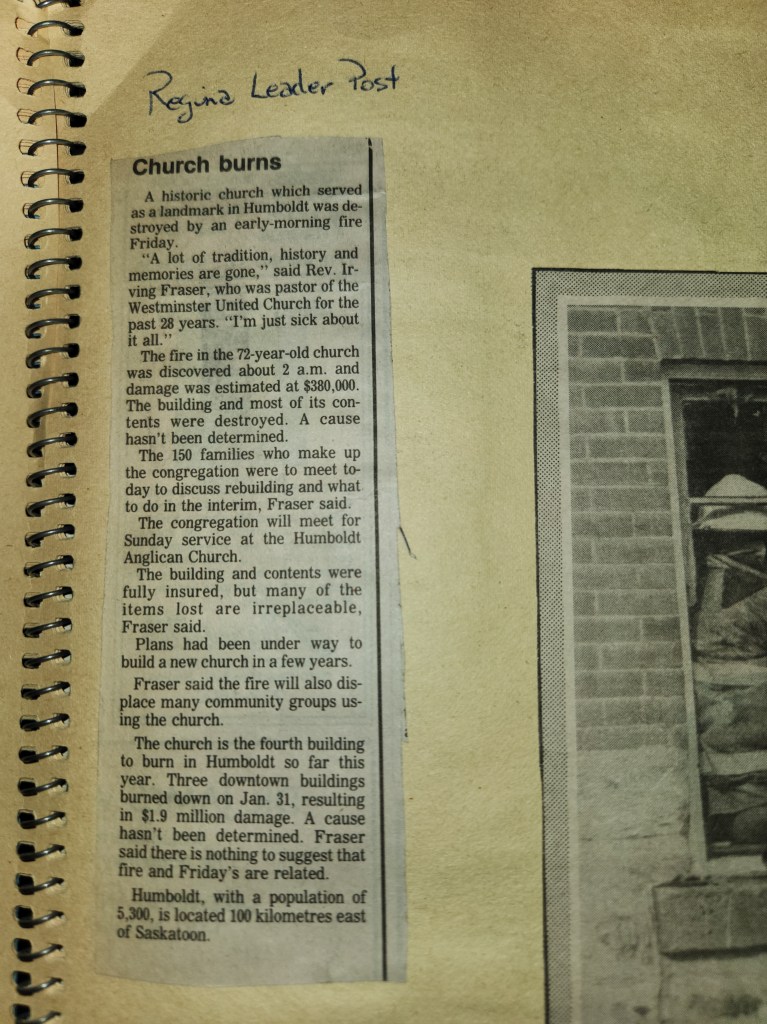 Regina Leader Post
Church burns
A historic church which served
as a landmark in Humboldt was de-
stroyed by an early-morning fire
Friday.
"A lot of tradition, history and
memories are gone," said Rev. Ir-
ving Fraser, who was pastor of the
Westminster United Church for the
past 28 years. "I'm just sick about
it all."
The fire in the 72-year-old church
was discovered about 2 a.m. and
damage was estimated at $380,000.
The building and most of its con-
tents were destroyed. A cause
hasn't been determined.
The 150 families who make up
the congregation were to meet to-
day to discuss rebuilding and what
to do in the interim, Fraser said.
The congregation will meet for
Sunday service at the Humboldt
Anglican Church.
The building and contents were
fully insured, but many of the
items lost are irreplaceable,
Fraser said.
Plans had been under way to
build a new church in a few years.
Fraser said the fire will also dis-
place many community groups us-
ing the church.
The church is the fourth building
to burn in Humboldt so far this
year. Three downtown buildings
burned down on Jan. 31, resulting
in $1.9 million damage. A cause
hasn't been determined. Fraser
said there is nothing to suggest that
fire and Friday's are related.
Humboldt, with a population of
5,300, is located 100 kilometres east
of Saskatoon.